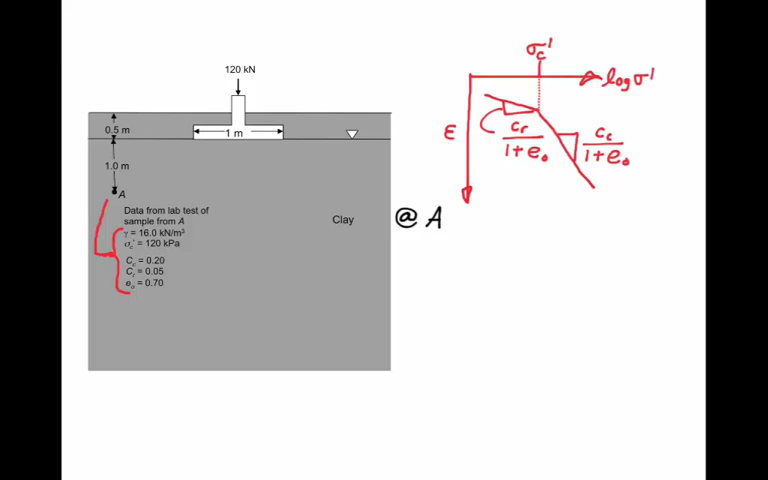 120 kN
0.5 m
1 m
1.0 m
A
Data from lab test of
sample from A
γ = 16.0 kN/m³
σc' = 120 kPa
Cc = 0.20
Cr = 0.05
eo = 0.70
Clay
@ A
σc'
log σ'
ε
Cr
1+eo
Cc
1+eo